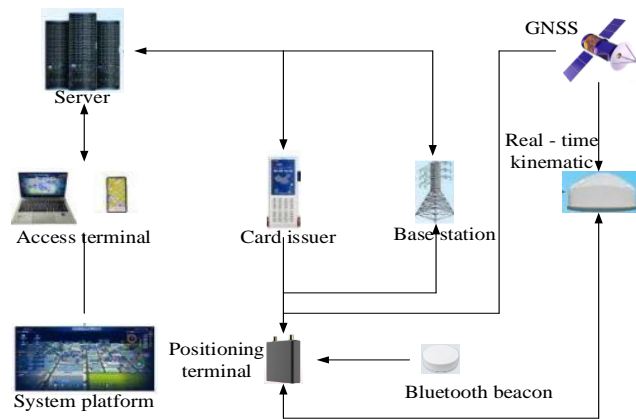 GNSS
Server
Real - time
kinematic
Access terminal
Card issuer
Base station
Positioning
terminal
Bluetooth beacon
System platform